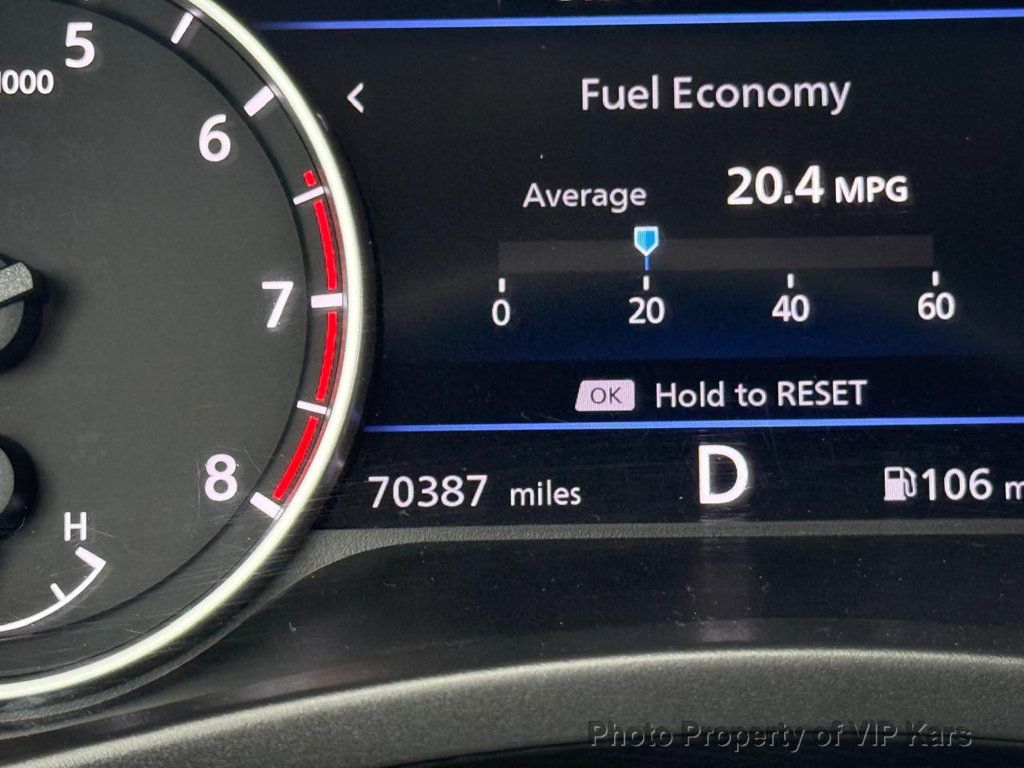 5
1000
6
7
8
H
< Fuel Economy
Average 20.4 MPG
0 20 40 60
OK Hold to RESET
70387 miles D 106 m
Photo Property of VIP Kars